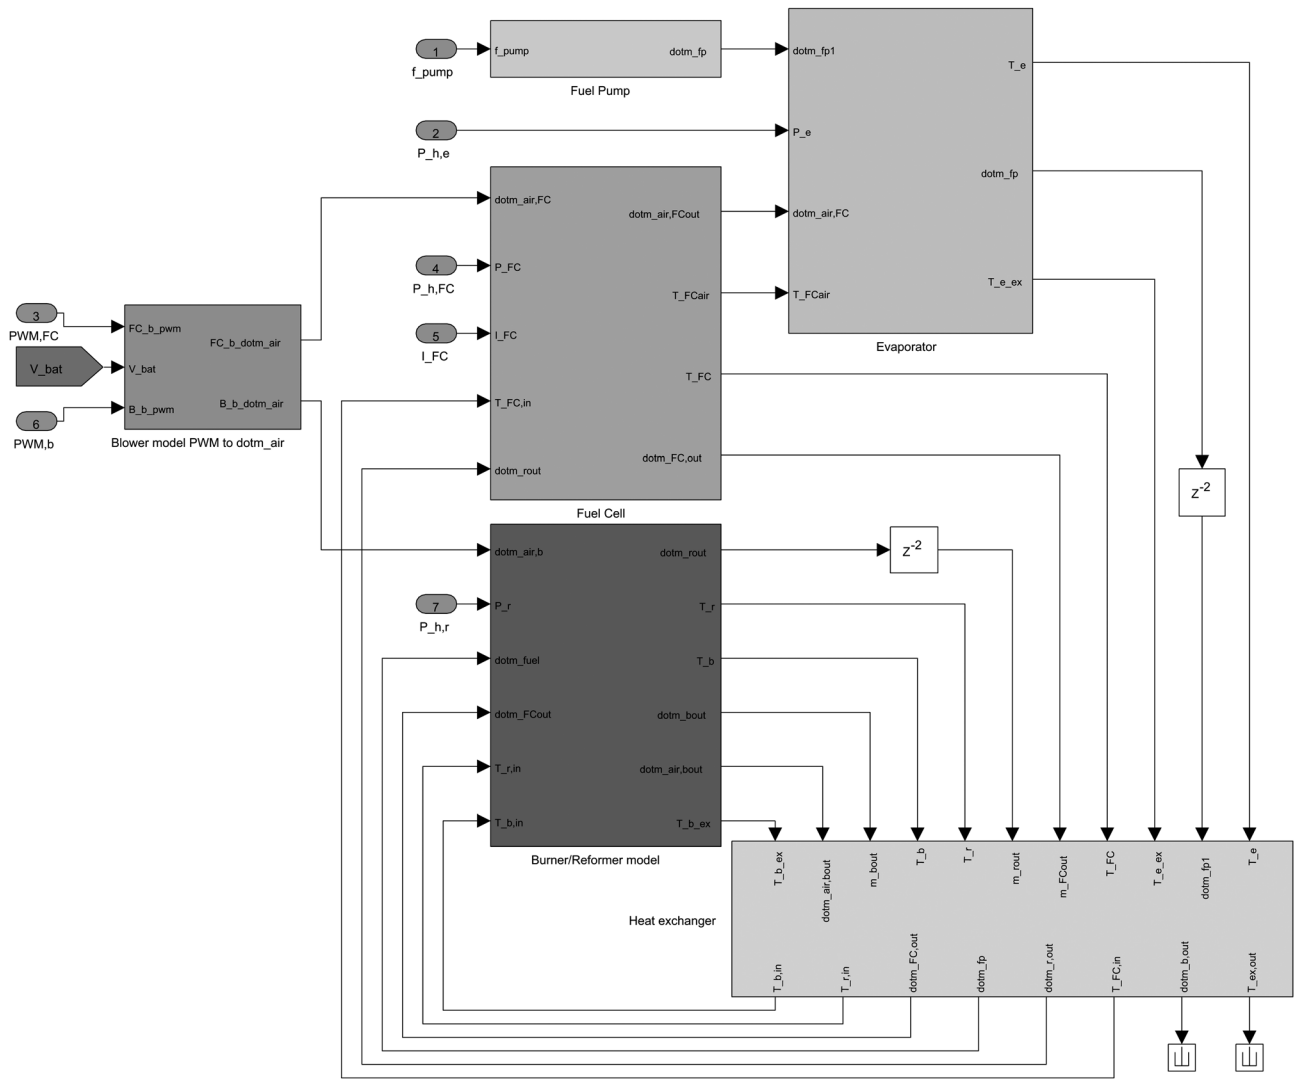 1
f_pump
f_pump
dotm_fp
Fuel Pump
2
P_h,e
dotm_fp1
P_e
dotm_air,FC
T_FCair
T_e
dotm_fp
T_e_ex
Evaporator
3
PWM,FC
V_bat
6
PWM,b
FC_b_pwm
V_bat
B_b_pwm
FC_b_dotm_air
B_b_dotm_air
Blower model PWM to dotm_air
4
P_h,FC
5
I_FC
dotm_air,FC
P_FC
I_FC
T_FC,in
dotm_rout
dotm_air,FCout
T_FCair
T_FC
dotm_FC,out
Fuel Cell
z-2
z-2
7
P_h,r
dotm_air,b
P_r
dotm_fuel
dotm_FCout
T_r,in
T_b,in
dotm_rout
T_r
T_b
dotm_bout
dotm_air,bout
T_b_ex
Burner/Reformer model
Heat exchanger
T_b_ex
dotm_air,bout
m_bout
T_b
T_r
m_rout
m_FCout
T_FC
T_e_ex
dotm_fp1
T_e
T_b,in
T_r,in
dotm_FC,out
dotm_fp
dotm_r,out
T_FC,in
dotm_b,out
T_ex,out